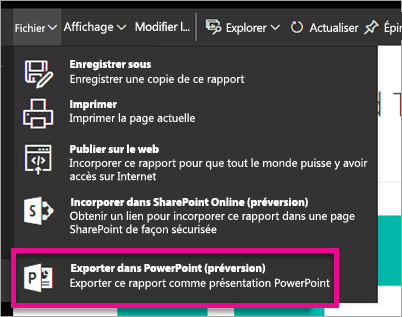 Fichier Affichage Modifier l... Explorer Actualiser
Enregistrer sous
Enregistrer une copie de ce rapport
Imprimer
Imprimer la page actuelle
Publier sur le web
Incorporer ce rapport pour que tout le monde puisse y avoir
accès sur Internet
Incorporer dans SharePoint Online (préversion)
Obtenir un lien pour incorporer ce rapport dans une page
SharePoint de façon sécurisée
Exporter dans PowerPoint (préversion)
Exporter ce rapport comme présentation PowerPoint